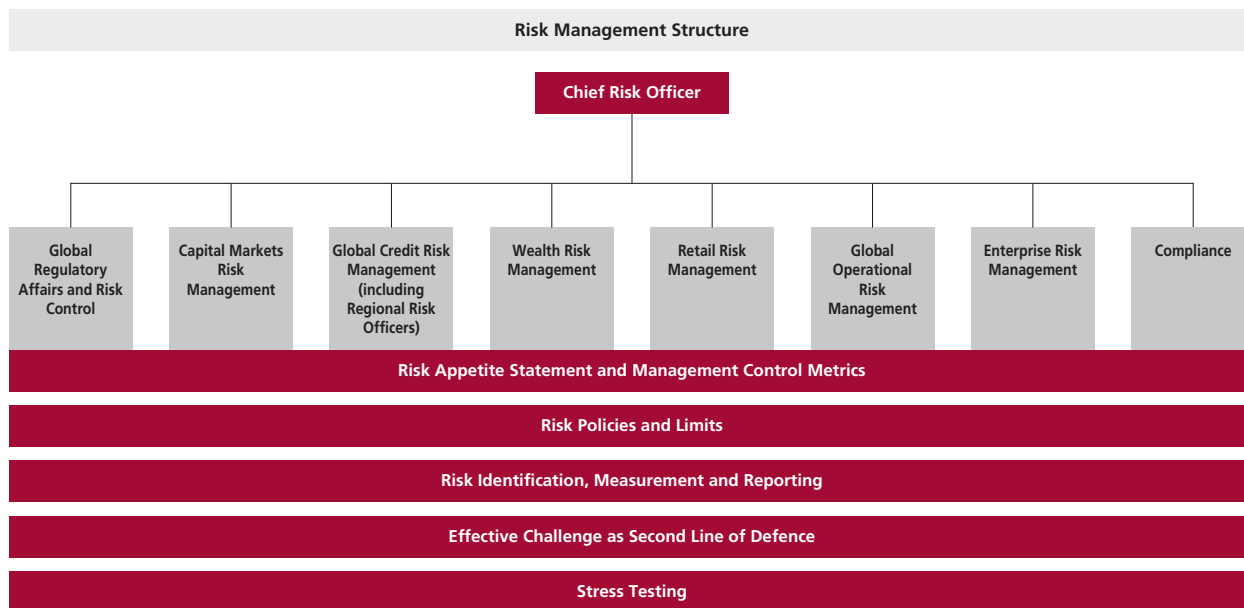 Risk Management Structure
Chief Risk Officer
Global
Regulatory
Affairs and Risk
Control
Capital Markets
Risk
Management
Global Credit Risk
Management
(including
Regional Risk
Officers)
Wealth Risk
Management
Retail Risk
Management
Global
Operational
Risk
Management
Enterprise Risk
Management
Compliance
Risk Appetite Statement and Management Control Metrics
Risk Policies and Limits
Risk Identification, Measurement and Reporting
Effective Challenge as Second Line of Defence
Stress Testing